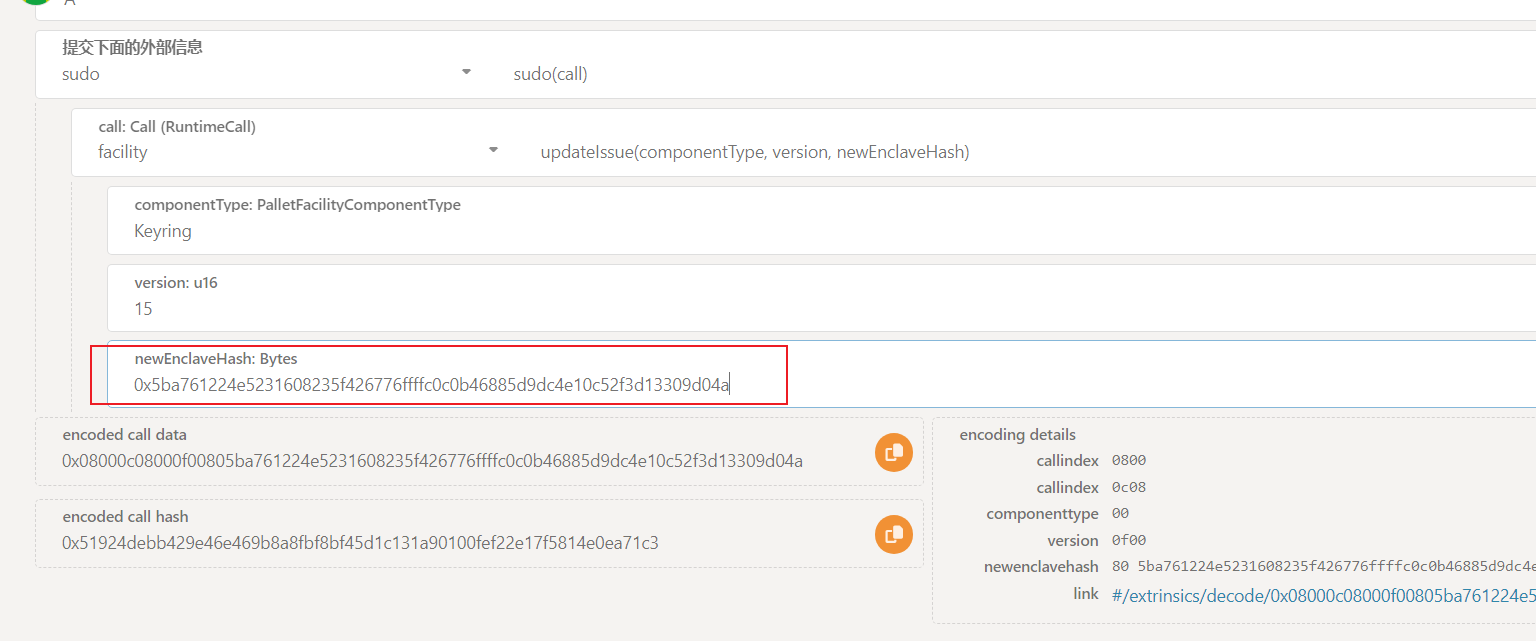 提交下面的外部信息
sudo
sudo(call)
call: Call (RuntimeCall)
facility
updateIssue(componentType, version, newEnclaveHash)
componentType: PalletFacilityComponentType
Keyring
version: u16
15
newEnclaveHash: Bytes
0x5ba761224e5231608235f426776ffffc0c0b46885d9dc4e10c52f3d13309d04a
encoded call data
0x08000c08000f00805ba761224e5231608235f426776ffffc0c0b46885d9dc4e10c52f3d13309d04a
encoded call hash
0x51924debb429e46e469b8a8fbf8bf45d1c131a90100fef22e17f5814e0ea71c3
encoding details
callindex 0800
callindex 0c08
componenttype 00
version 0f00
newenclavehash 80 5ba761224e5231608235f426776ffffc0c0b46885d9dc4e
link #/extrinsics/decode/0x08000c08000f00805ba761224e5